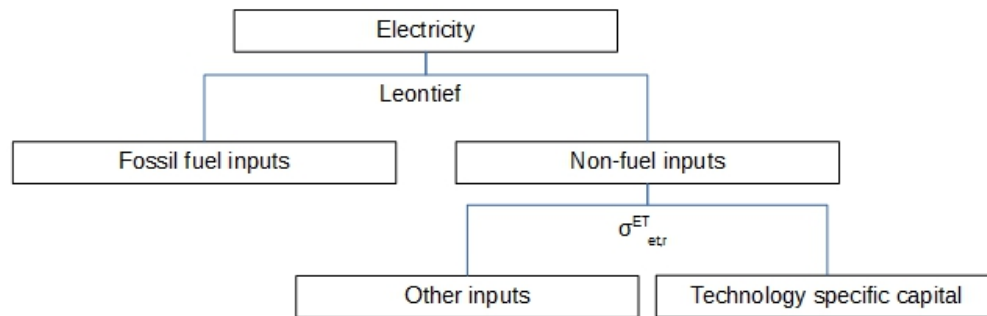 Electricity
Leontief
Fossil fuel inputs
Non-fuel inputs
σ^ET_et,r
Other inputs
Technology specific capital